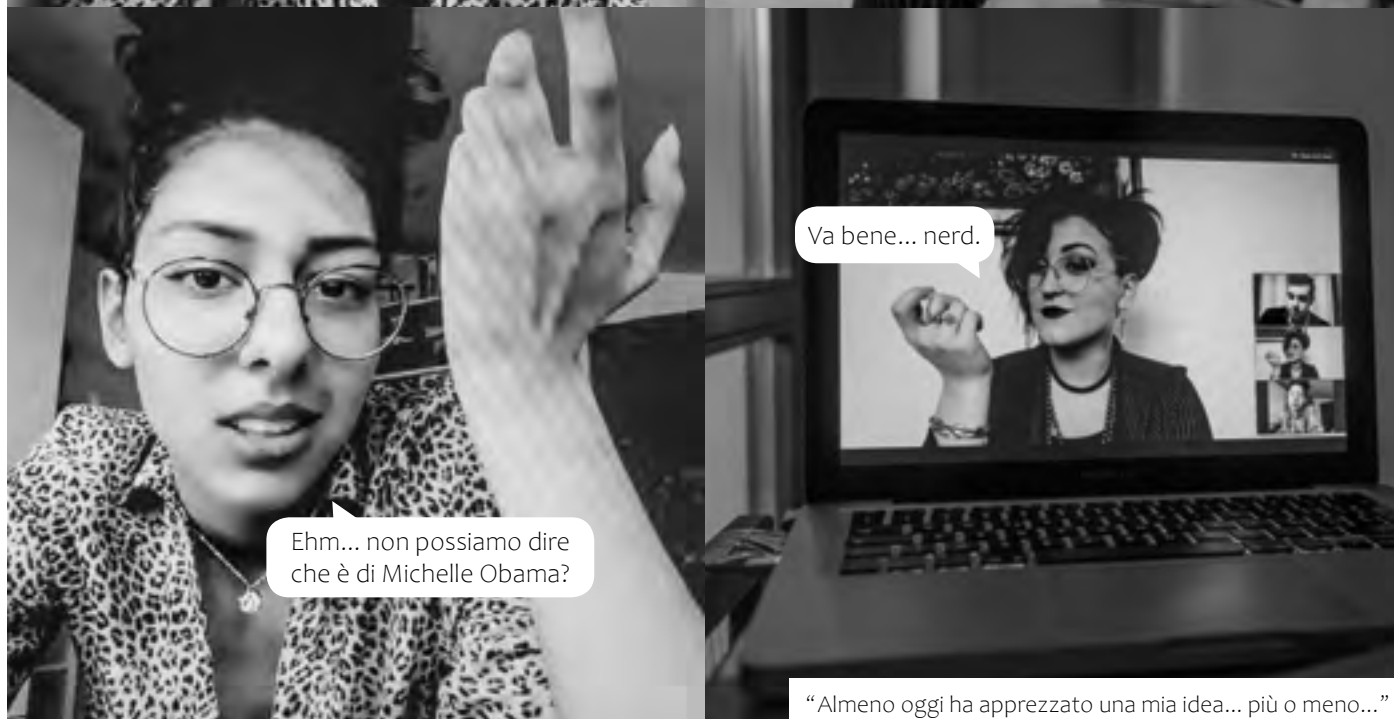 Ehm... non possiamo dire
che è di Michelle Obama?
Va bene... nerd.
“Almeno oggi ha apprezzato una mia idea... più o meno...”